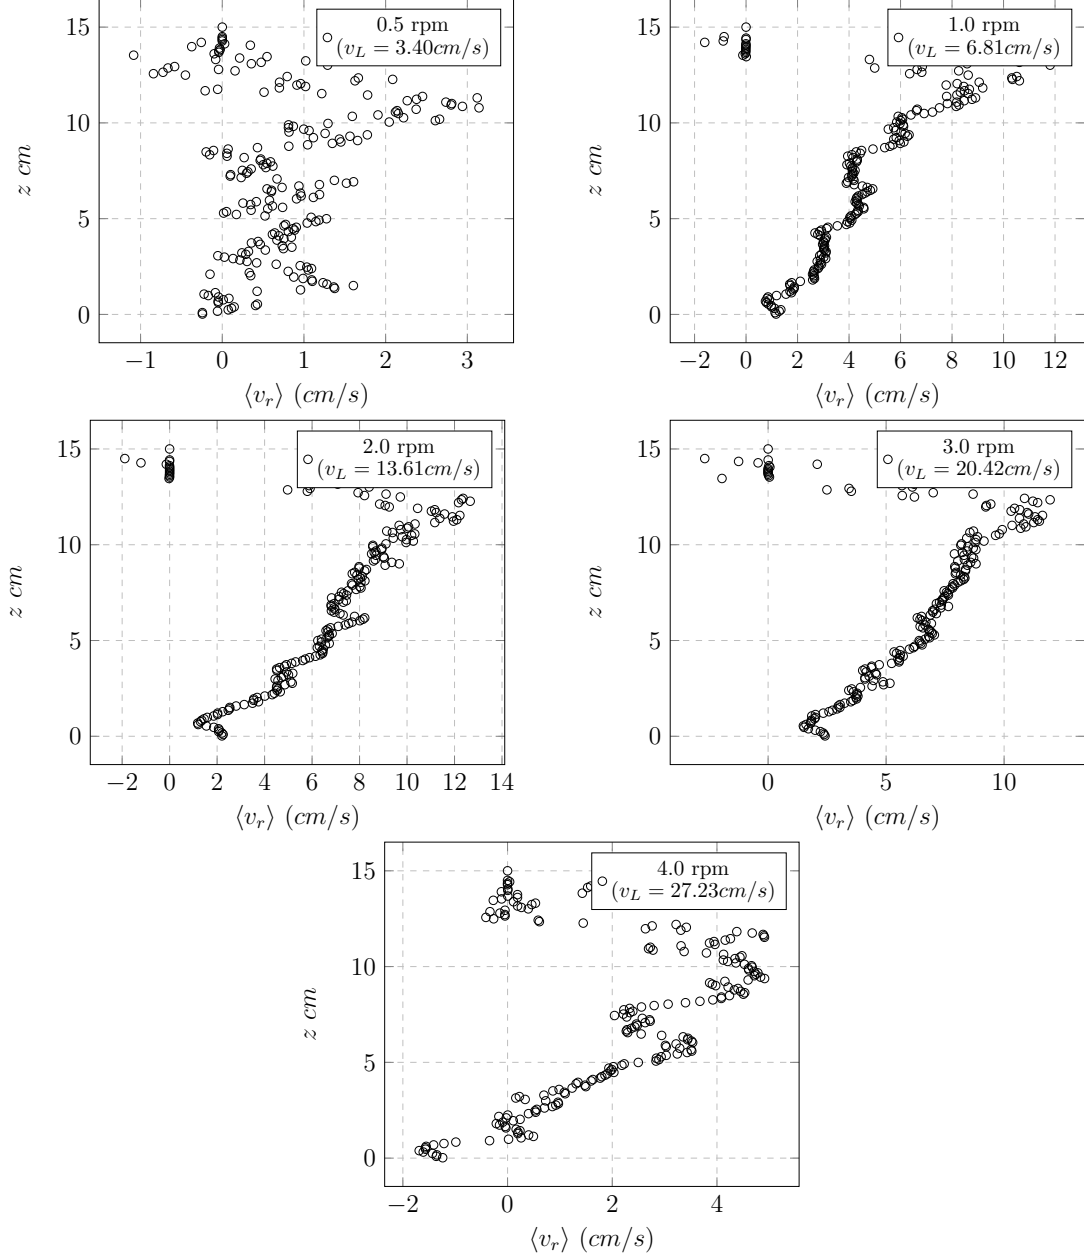 0.5 rpm
(v_L = 3.40cm/s)
15
10
5
0
z cm
−1
0
1
2
3
⟨v_r⟩ (cm/s)
1.0 rpm
(v_L = 6.81cm/s)
15
10
5
0
z cm
−2
0
2
4
6
8
10
12
⟨v_r⟩ (cm/s)
2.0 rpm
(v_L = 13.61cm/s)
15
10
5
0
z cm
−2
0
2
4
6
8
10
12
14
⟨v_r⟩ (cm/s)
3.0 rpm
(v_L = 20.42cm/s)
15
10
5
0
z cm
0
5
10
⟨v_r⟩ (cm/s)
4.0 rpm
(v_L = 27.23cm/s)
15
10
5
0
z cm
−2
0
2
4
⟨v_r⟩ (cm/s)